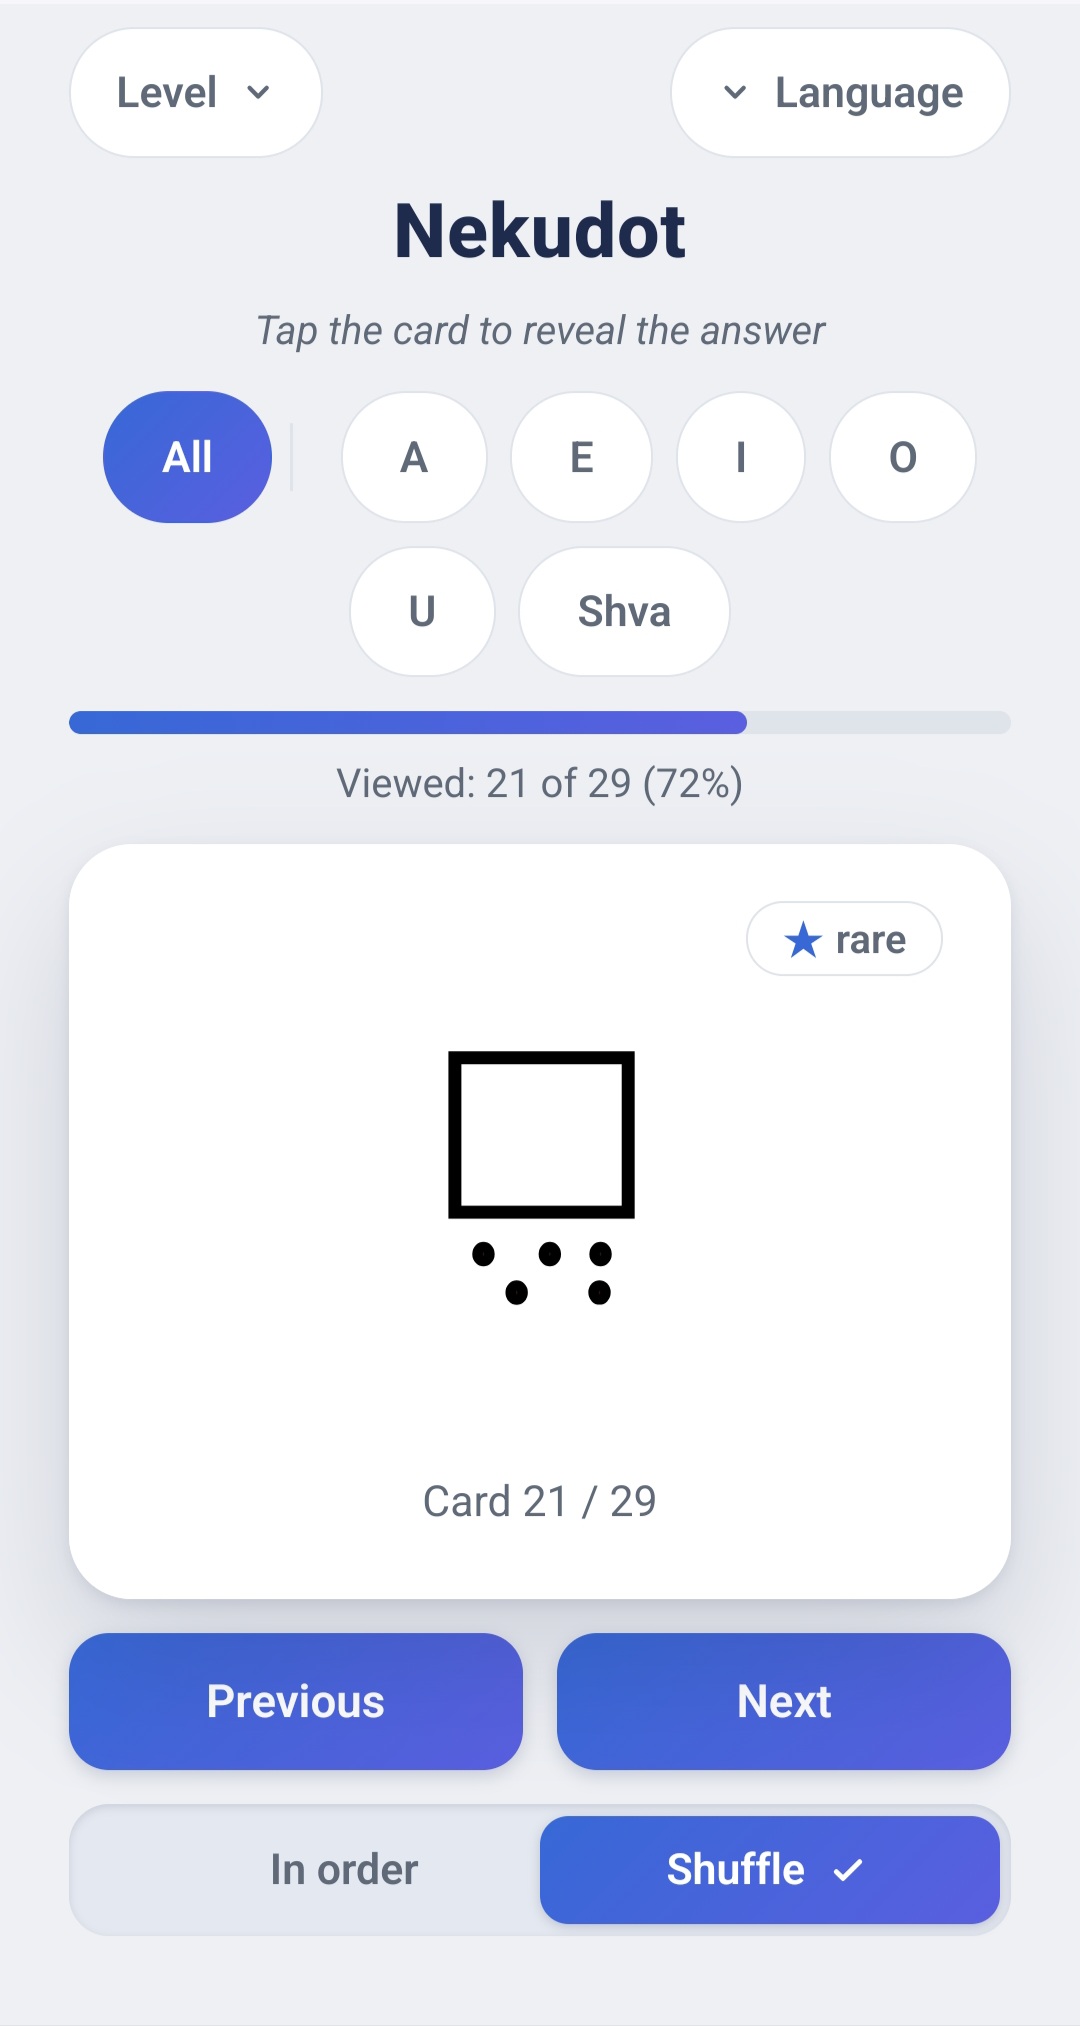 Level
Language
Nekudot
Tap the card to reveal the answer
All
A
E
I
O
U
Shva
Viewed: 21 of 29 (72%)
★ rare
Card 21 / 29
Previous
Next
In order
Shuffle ✓